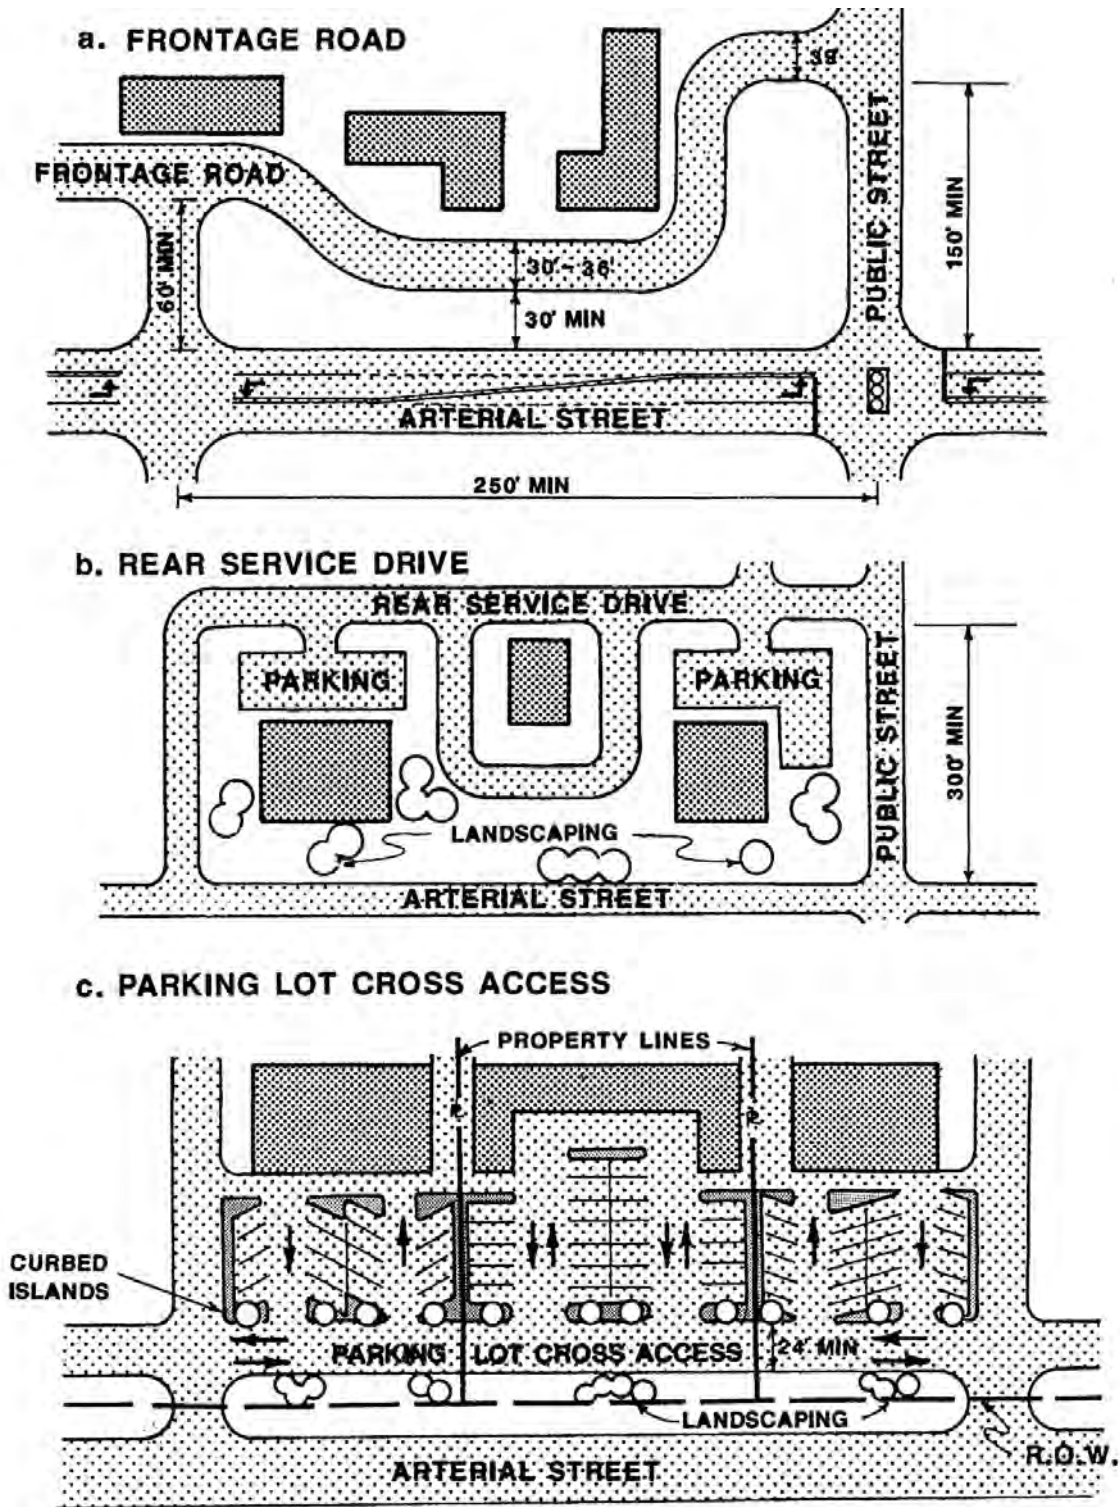 a. FRONTAGE ROAD
39'
FRONTAGE ROAD
PUBLIC STREET
150' MIN
60' MIN
30'-36'
30' MIN
ARTERIAL STREET
250' MIN
b. REAR SERVICE DRIVE
REAR SERVICE DRIVE
PARKING
PARKING
PUBLIC STREET
300' MIN
LANDSCAPING
ARTERIAL STREET
c. PARKING LOT CROSS ACCESS
PROPERTY LINES
CURBED
ISLANDS
PARKING LOT CROSS ACCESS
24' MIN
LANDSCAPING
R.O.W.
ARTERIAL STREET